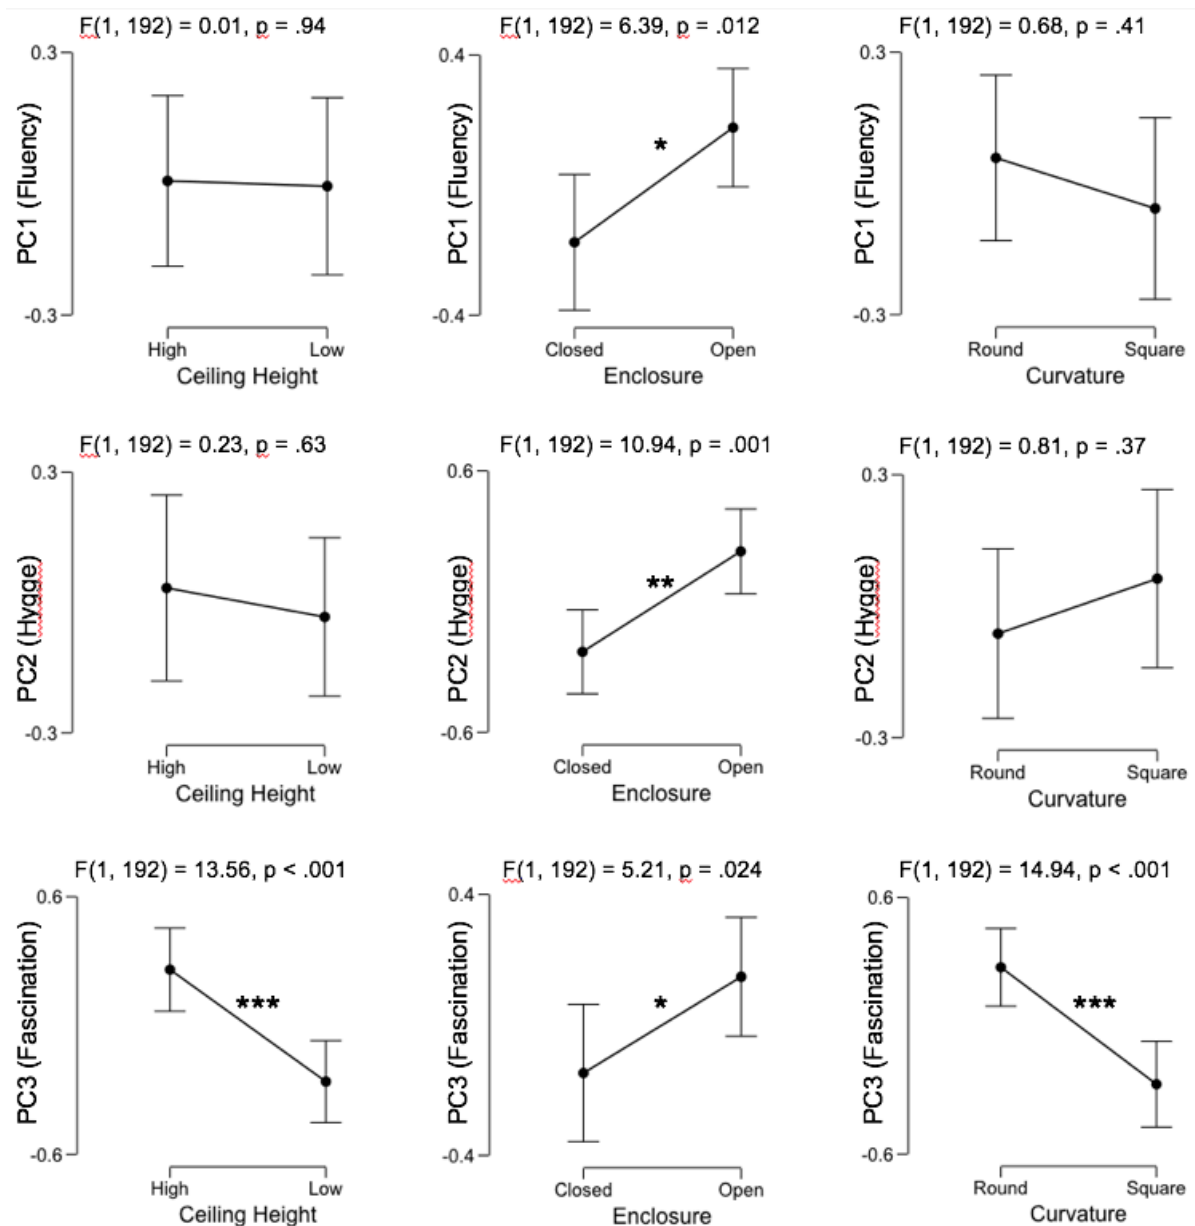 F(1, 192) = 0.01, p = .94
0.3
PC1 (Fluency)
-0.3
High
Low
Ceiling Height
F(1, 192) = 6.39, p = .012
0.4
PC1 (Fluency)
*
-0.4
Closed
Open
Enclosure
F(1, 192) = 0.68, p = .41
0.3
PC1 (Fluency)
-0.3
Round
Square
Curvature
F(1, 192) = 0.23, p = .63
0.3
PC2 (Hygge)
-0.3
High
Low
Ceiling Height
F(1, 192) = 10.94, p = .001
0.6
PC2 (Hygge)
**
-0.6
Closed
Open
Enclosure
F(1, 192) = 0.81, p = .37
0.3
PC2 (Hygge)
-0.3
Round
Square
Curvature
F(1, 192) = 13.56, p < .001
0.6
PC3 (Fascination)
***
-0.6
High
Low
Ceiling Height
F(1, 192) = 5.21, p = .024
0.4
PC3 (Fascination)
*
-0.4
Closed
Open
Enclosure
F(1, 192) = 14.94, p < .001
0.6
PC3 (Fascination)
***
-0.6
Round
Square
Curvature